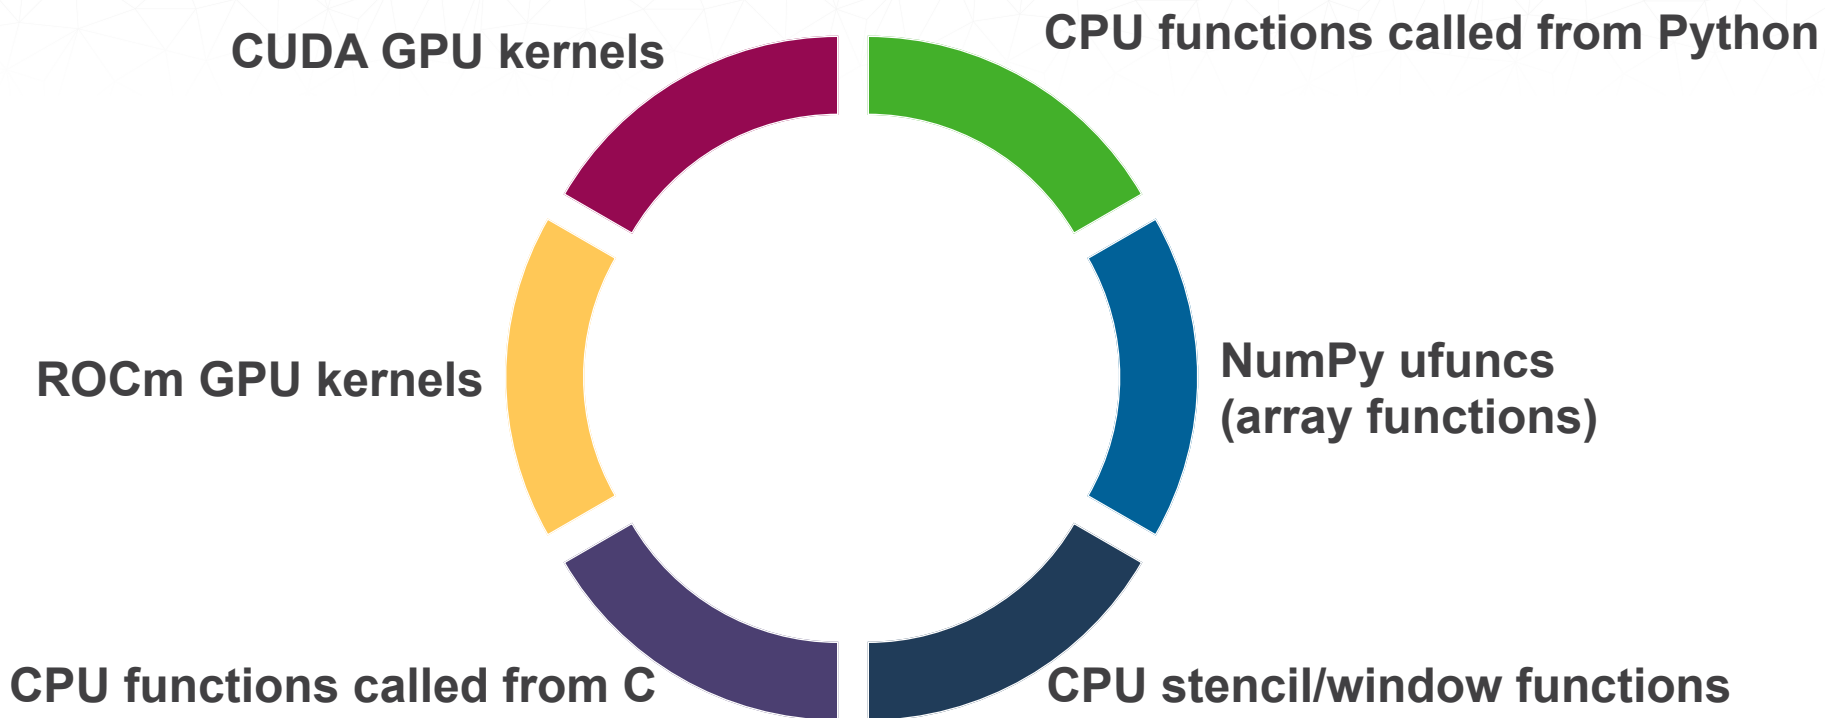 CUDA GPU kernels
CPU functions called from Python
ROCm GPU kernels
NumPy ufuncs
(array functions)
CPU functions called from C
CPU stencil/window functions